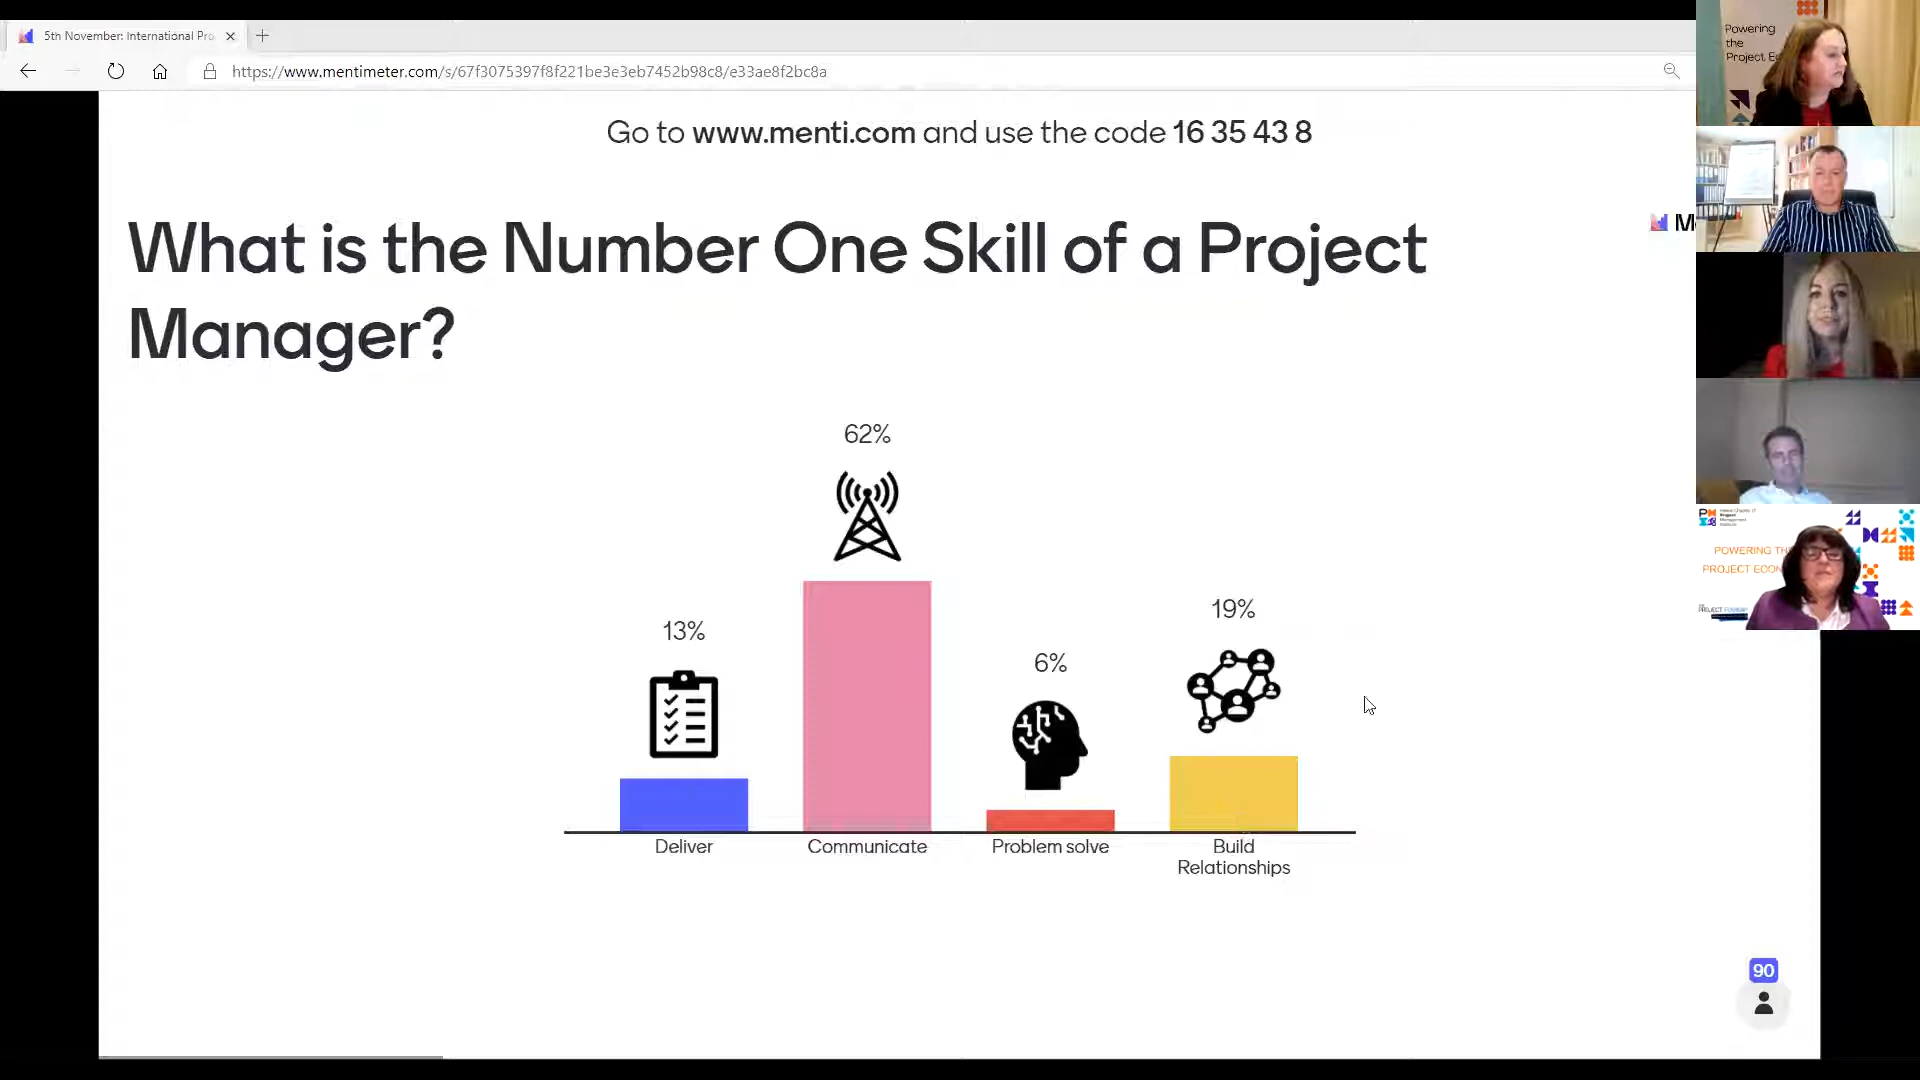 5th November: International Pro
https://www.mentimeter.com/s/67f3075397f8f221be3e3eb7452b98c8/e33ae8f2bc8a
Go to www.menti.com and use the code 16 35 43 8
What is the Number One Skill of a Project
Manager?
M
62%
13%
6%
19%
Deliver
Communicate
Problem solve
Build
Relationships
90
Powering
the
Project Ec
POWERING TH
PROJECT ECON